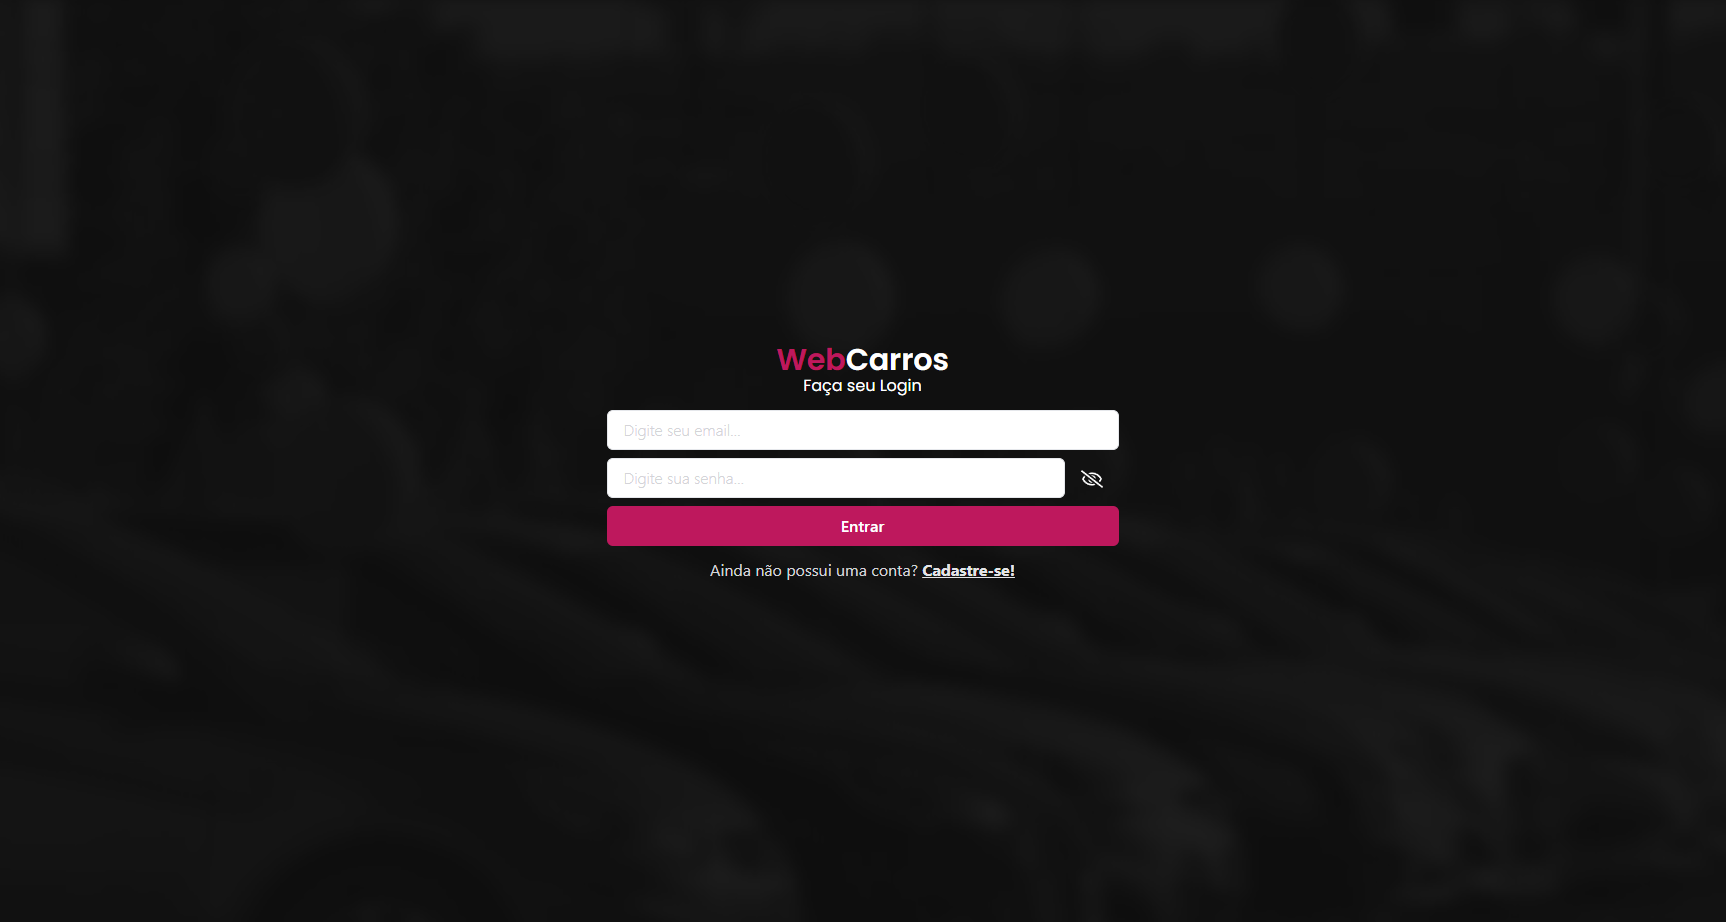 WebCarros
Faça seu Login
Digite seu email...
Digite sua senha...
Entrar
Ainda não possui uma conta? Cadastre-se!